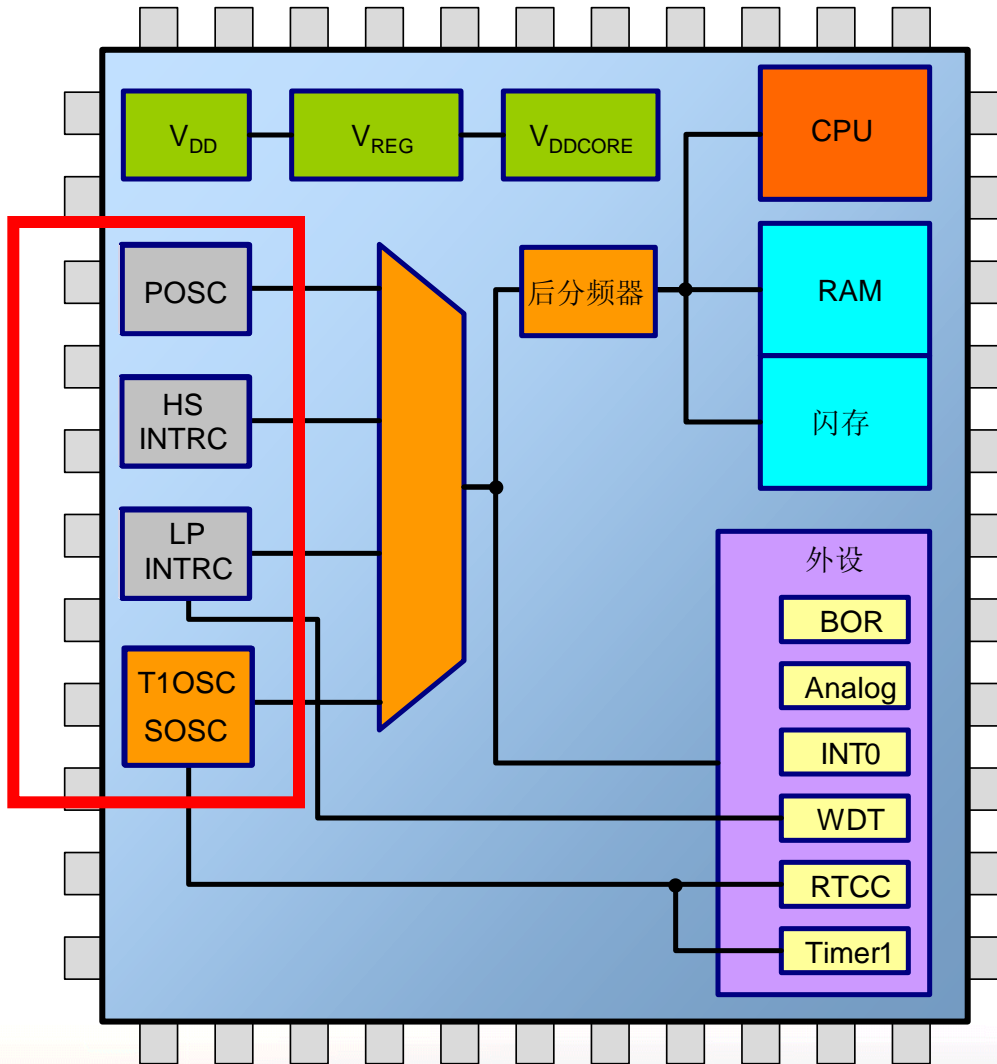 VDD
VREG
VDDCORE
CPU
POSC
后分频器
RAM
HS
INTRC
闪存
LP
INTRC
外设
BOR
T1OSC
SOSC
Analog
INT0
WDT
RTCC
Timer1